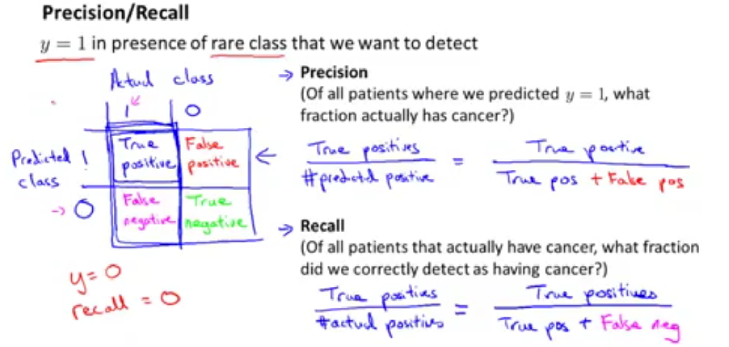 Precision/Recall
y = 1 in presence of rare class that we want to detect
Actual class
1 0
Predicted class
1
True positive
False positive
0
False negative
True negative
y = 0
recall = 0
→ Precision
(Of all patients where we predicted y = 1, what
fraction actually has cancer?)
True positives
#predicted positive
=
True positive
True pos + False pos
→ Recall
(Of all patients that actually have cancer, what fraction
did we correctly detect as having cancer?)
True positives
#actual positives
=
True positives
True pos + False neg